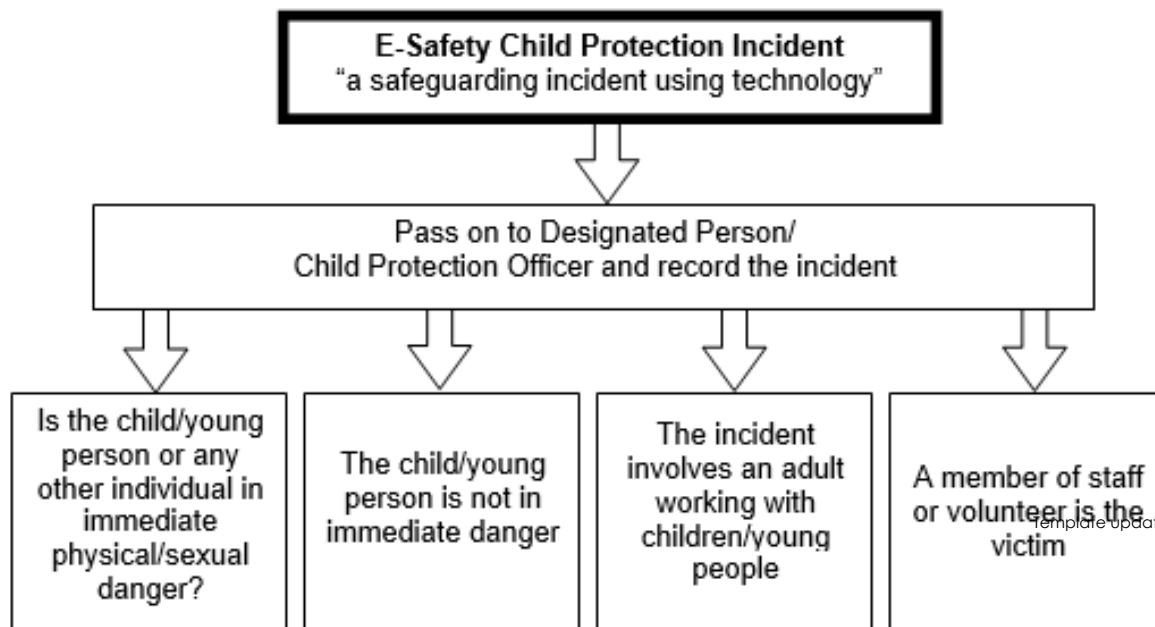 E-Safety Child Protection Incident
“a safeguarding incident using technology”
Pass on to Designated Person/
Child Protection Officer and record the incident
Is the child/young
person or any
other individual in
immediate
physical/sexual
danger?
The child/young
person is not in
immediate danger
The incident
involves an adult
working with
children/young
people
A member of staff
or volunteer is the
victim
Template updat